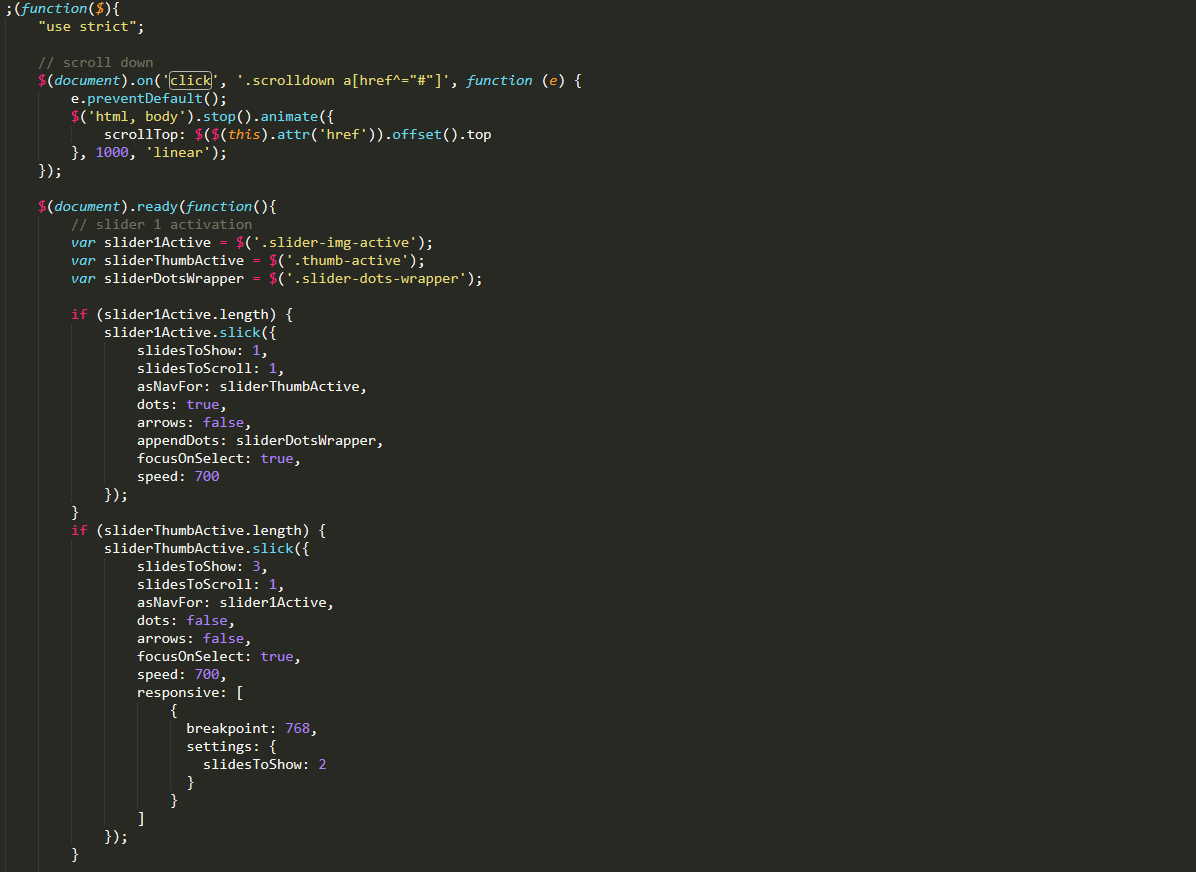 ;(function($){
    "use strict";

    // scroll down
    $(document).on('click', '.scrolldown a[href^="#"]', function (e) {
        e.preventDefault();
        $('html, body').stop().animate({
            scrollTop: $($(this).attr('href')).offset().top
        }, 1000, 'linear');
    });

    $(document).ready(function(){
        // slider 1 activation
        var slider1Active = $('.slider-img-active');
        var sliderThumbActive = $('.thumb-active');
        var sliderDotsWrapper = $('.slider-dots-wrapper');

        if (slider1Active.length) {
            slider1Active.slick({
                slidesToShow: 1,
                slidesToScroll: 1,
                asNavFor: sliderThumbActive,
                dots: true,
                arrows: false,
                appendDots: sliderDotsWrapper,
                focusOnSelect: true,
                speed: 700
            });
        }
        if (sliderThumbActive.length) {
            sliderThumbActive.slick({
                slidesToShow: 3,
                slidesToScroll: 1,
                asNavFor: slider1Active,
                dots: false,
                arrows: false,
                focusOnSelect: true,
                speed: 700,
                responsive: [
                    {
                      breakpoint: 768,
                      settings: {
                        slidesToShow: 2
                      }
                    }
                ]
            });
        }